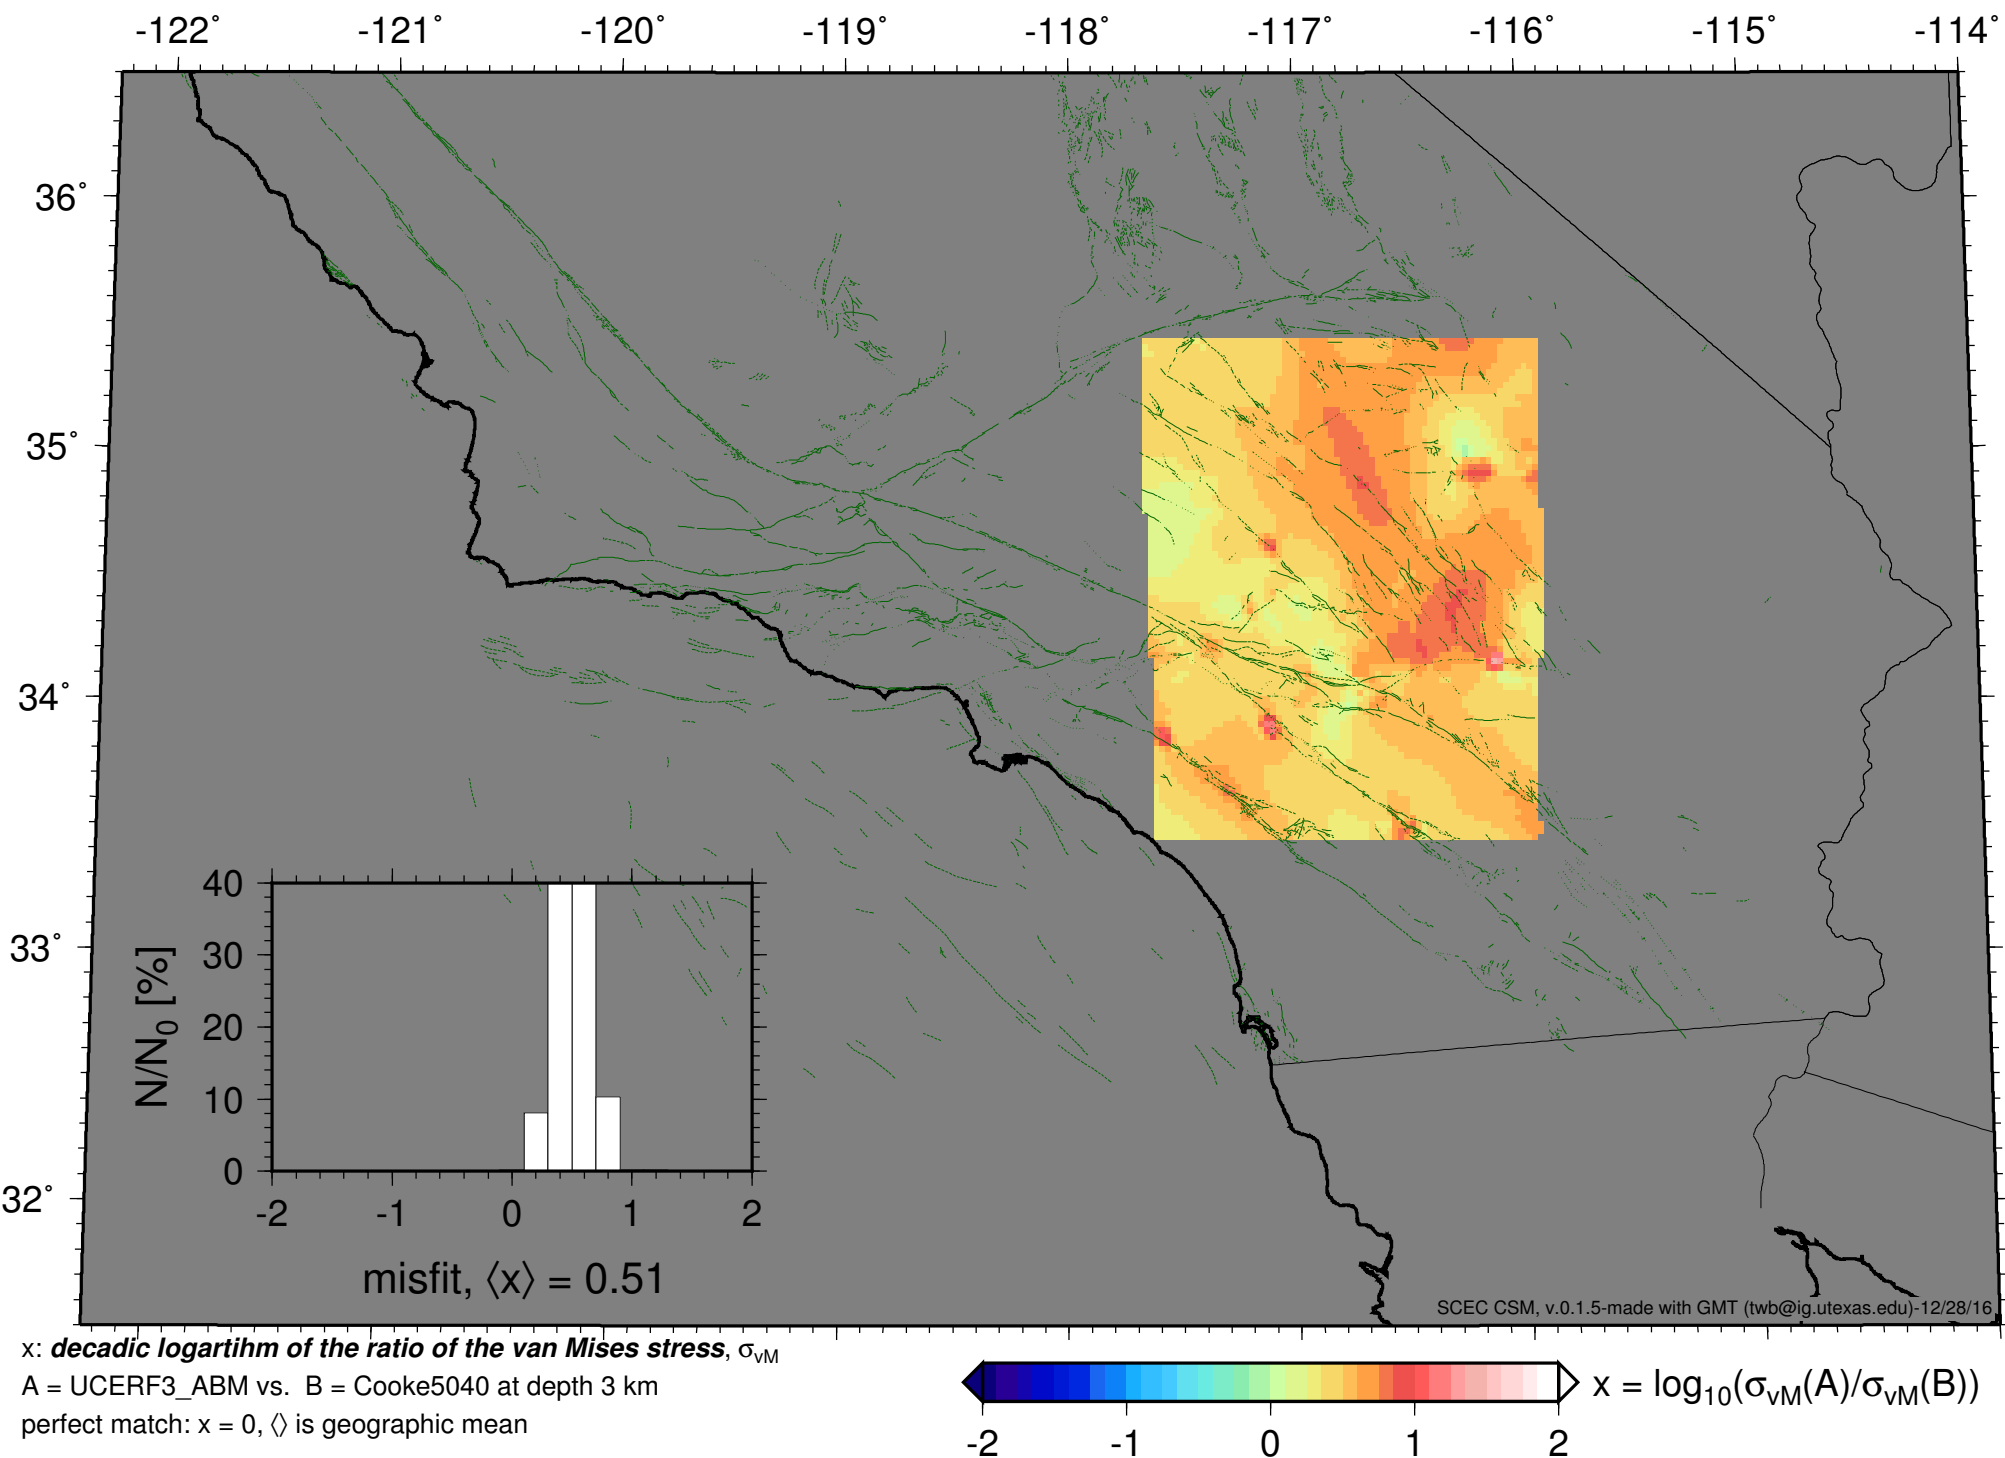 -122° -121° -120° -119° -118° -117° -116° -115° -114°
36°
35°
34°
33°
32°
40
30
20
10
0
N/N0 [%]
-2 -1 0 1 2
misfit, ⟨x⟩ = 0.51
SCEC CSM, v.0.1.5-made with GMT (twb@ig.utexas.edu)-12/28/16
x: decadic logartihm of the ratio of the van Mises stress, σvM
A = UCERF3_ABM vs. B = Cooke5040 at depth 3 km
perfect match: x = 0, ⟨⟩ is geographic mean
x = log10(σvM(A)/σvM(B))
-2 -1 0 1 2